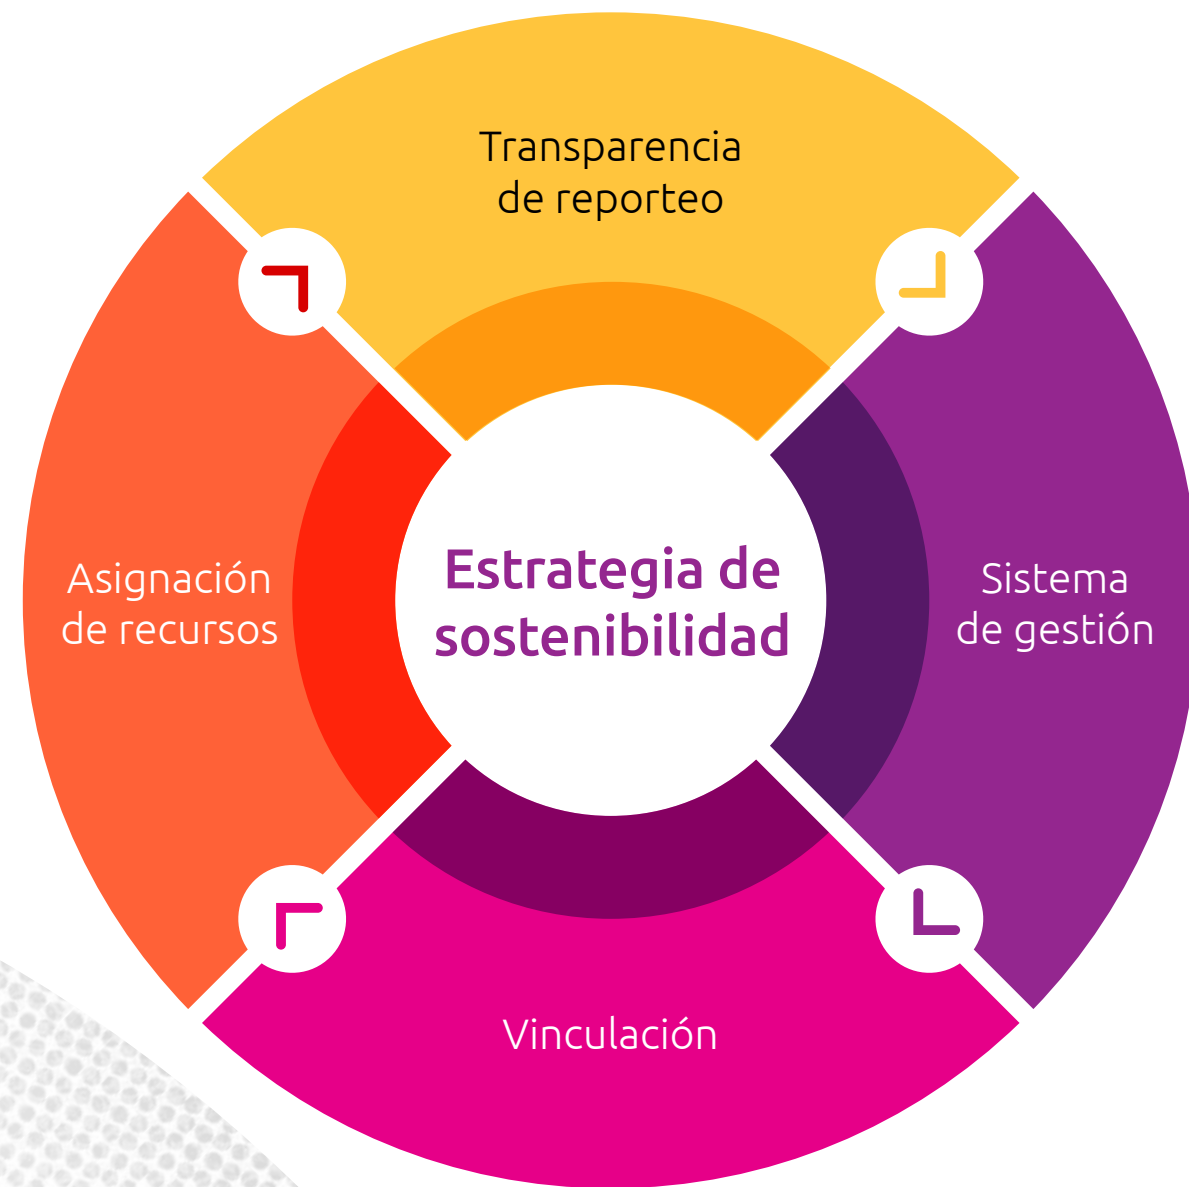 Transparencia
de reporteo
Asignación
de recursos
Estrategia de
sostenibilidad
Sistema
de gestión
Vinculación